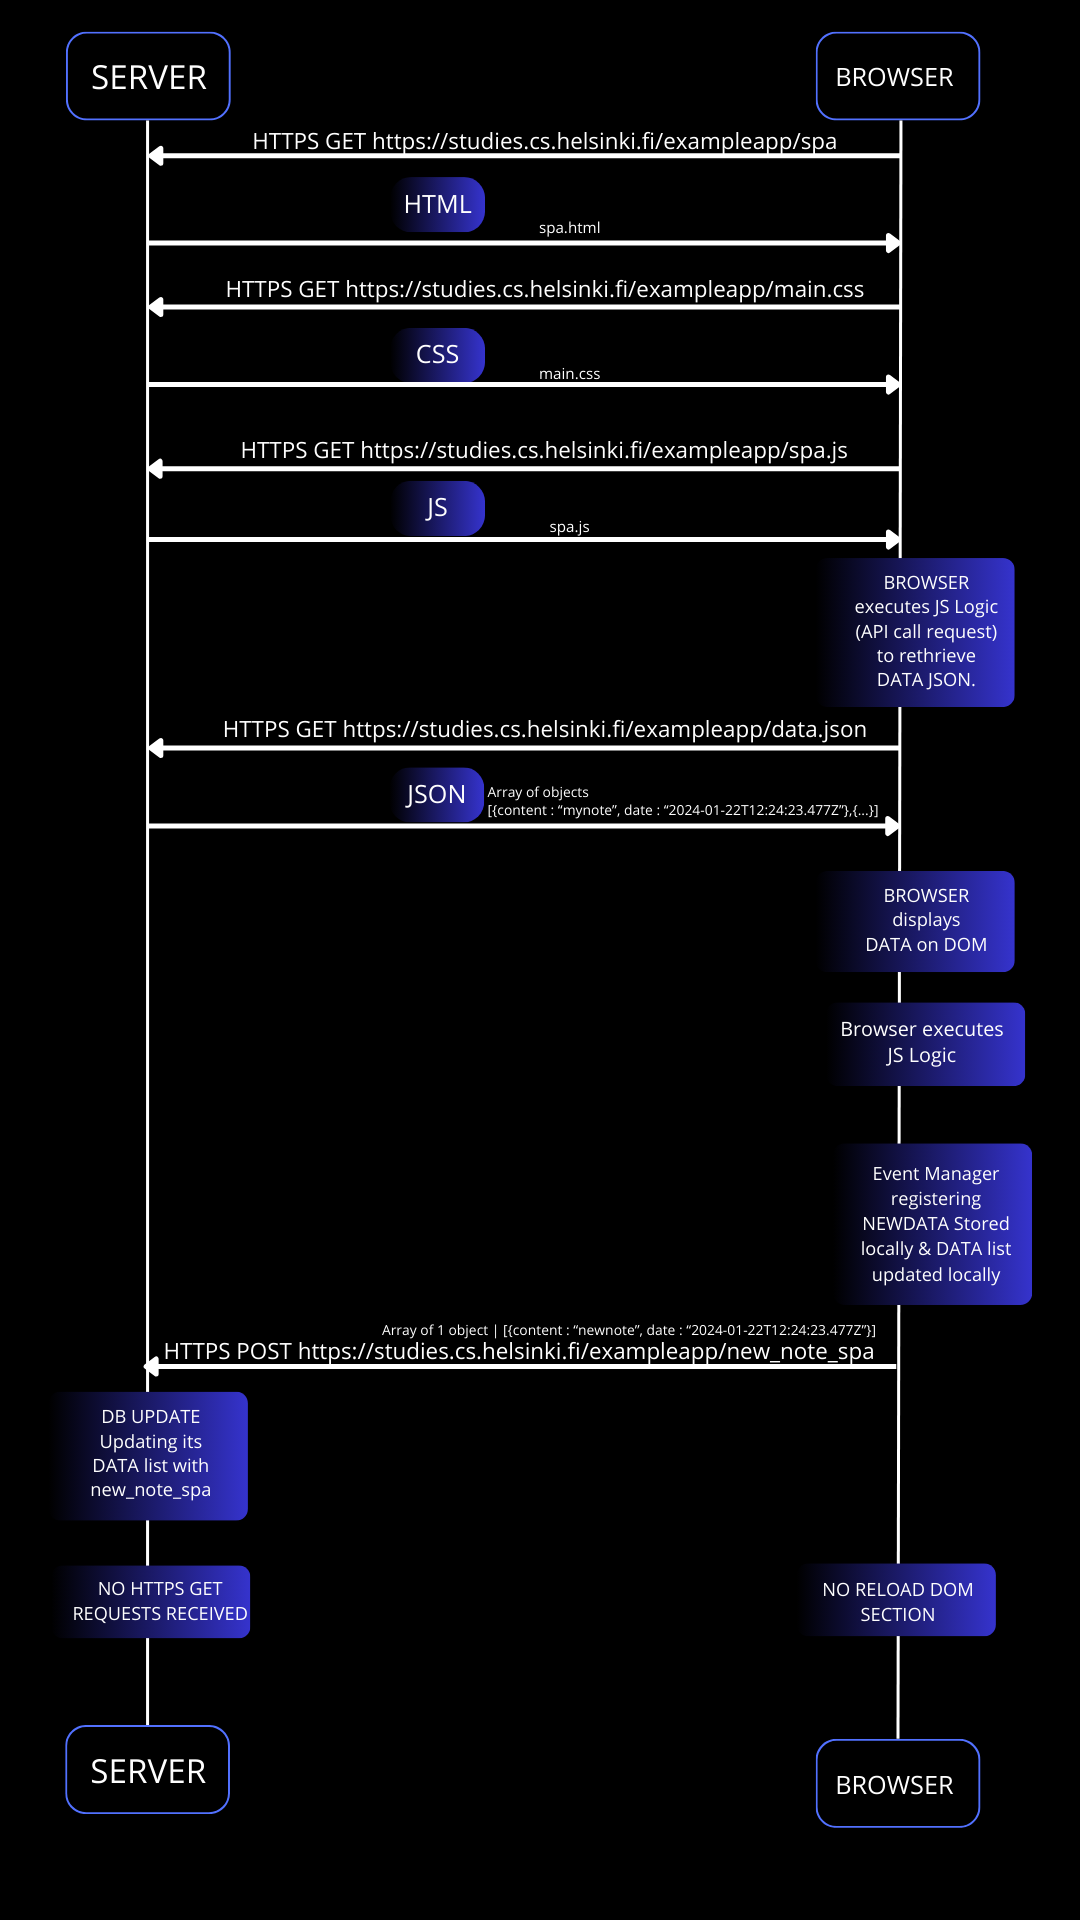 SERVER
BROWSER
HTTPS GET https://studies.cs.helsinki.fi/exampleapp/spa
HTML
spa.html
HTTPS GET https://studies.cs.helsinki.fi/exampleapp/main.css
CSS
main.css
HTTPS GET https://studies.cs.helsinki.fi/exampleapp/spa.js
JS
spa.js
BROWSER
executes JS Logic
(API call request)
to rethrieve
DATA JSON.
HTTPS GET https://studies.cs.helsinki.fi/exampleapp/data.json
JSON
Array of objects
[{content : “mynote”, date : “2024-01-22T12:24:23.477Z”},{...}]
BROWSER
displays
DATA on DOM
Browser executes
JS Logic
Event Manager
registering
NEWDATA Stored
locally & DATA list
updated locally
Array of 1 object | [{content : “newnote”, date : “2024-01-22T12:24:23.477Z”}]
HTTPS POST https://studies.cs.helsinki.fi/exampleapp/new_note_spa
DB UPDATE
Updating its
DATA list with
new_note_spa
NO HTTPS GET
REQUESTS RECEIVED
NO RELOAD DOM
SECTION
SERVER
BROWSER